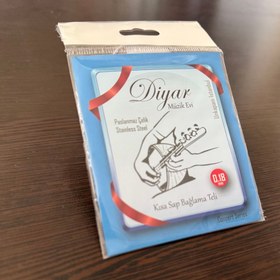 Diyar
Müzik Evi
Paslanmaz Çelik
Stainless Steel
0.18
Kısa Sap Bağlama Teli